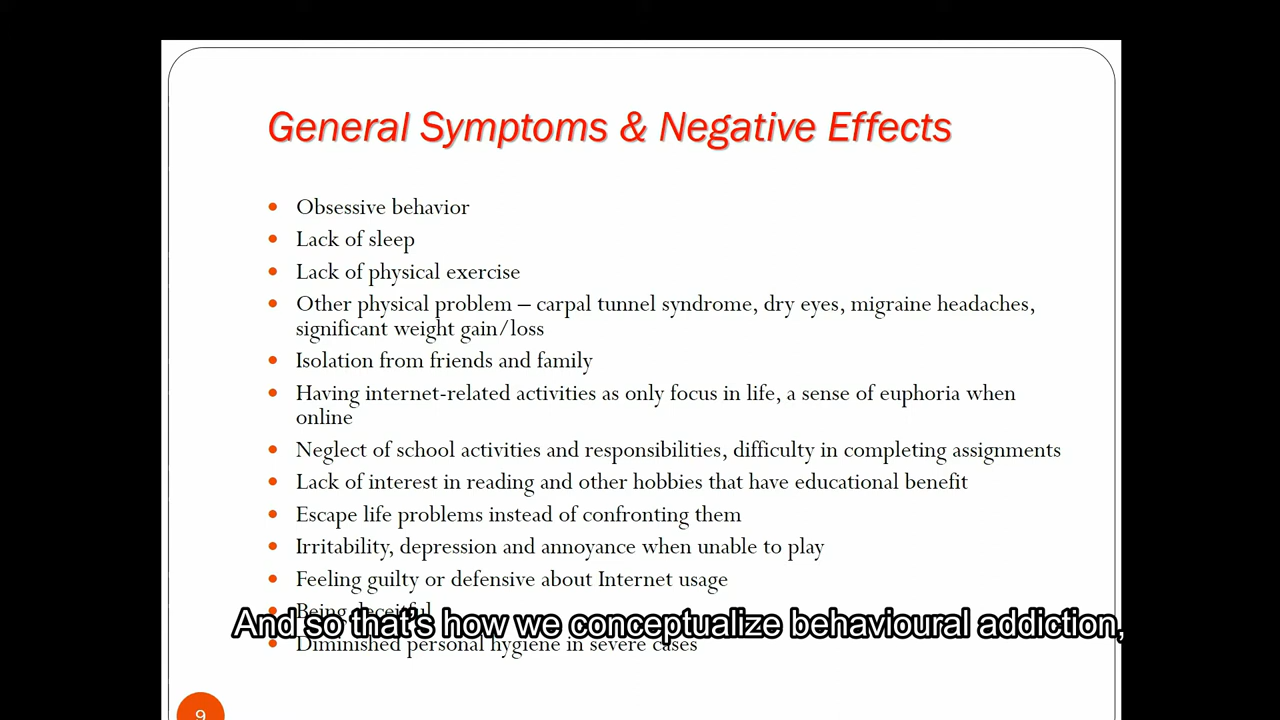 General Symptoms & Negative Effects
Obsessive behavior
Lack of sleep
Lack of physical exercise
Other physical problem – carpal tunnel syndrome, dry eyes, migraine headaches,
significant weight gain/loss
Isolation from friends and family
Having internet-related activities as only focus in life, a sense of euphoria when
online
Neglect of school activities and responsibilities, difficulty in completing assignments
Lack of interest in reading and other hobbies that have educational benefit
Escape life problems instead of confronting them
Irritability, depression and annoyance when unable to play
Feeling guilty or defensive about Internet usage
Being deceitful
And so that's how we conceptualize behavioural addiction,
Diminished personal hygiene in severe cases
9